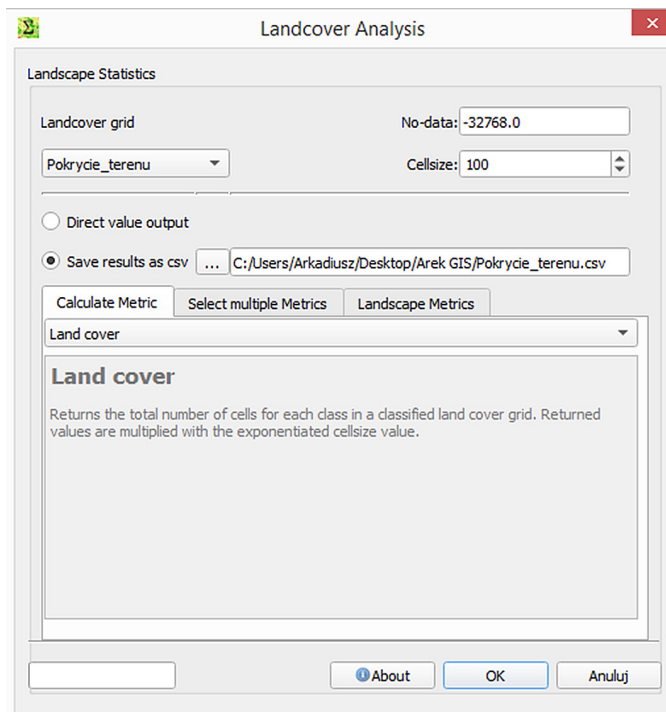 Landcover Analysis
Landscape Statistics
Landcover grid
No-data: -32768.0
Pokrycie_terenu
Cellsize: 100
Direct value output
Save results as csv ... C:/Users/Arkadiusz/Desktop/Arek GIS/Pokrycie_terenu.csv
Calculate Metric Select multiple Metrics Landscape Metrics
Land cover
Land cover
Returns the total number of cells for each class in a classified land cover grid. Returned
values are multiplied with the exponentiated cellsize value.
About OK Anuluj